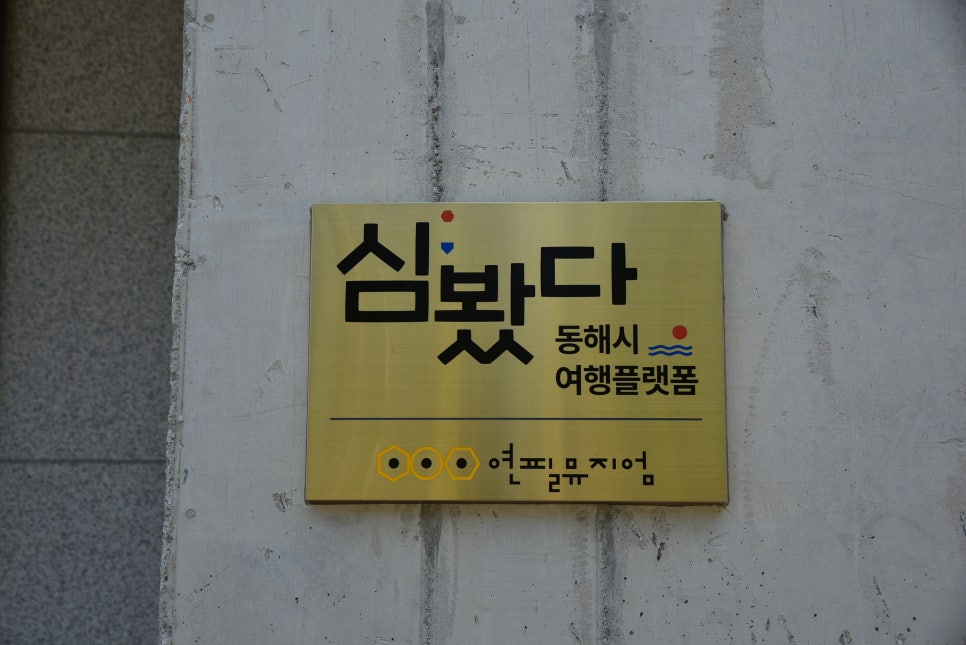 심봤다
동해시
여행플랫폼
연필뮤지엄